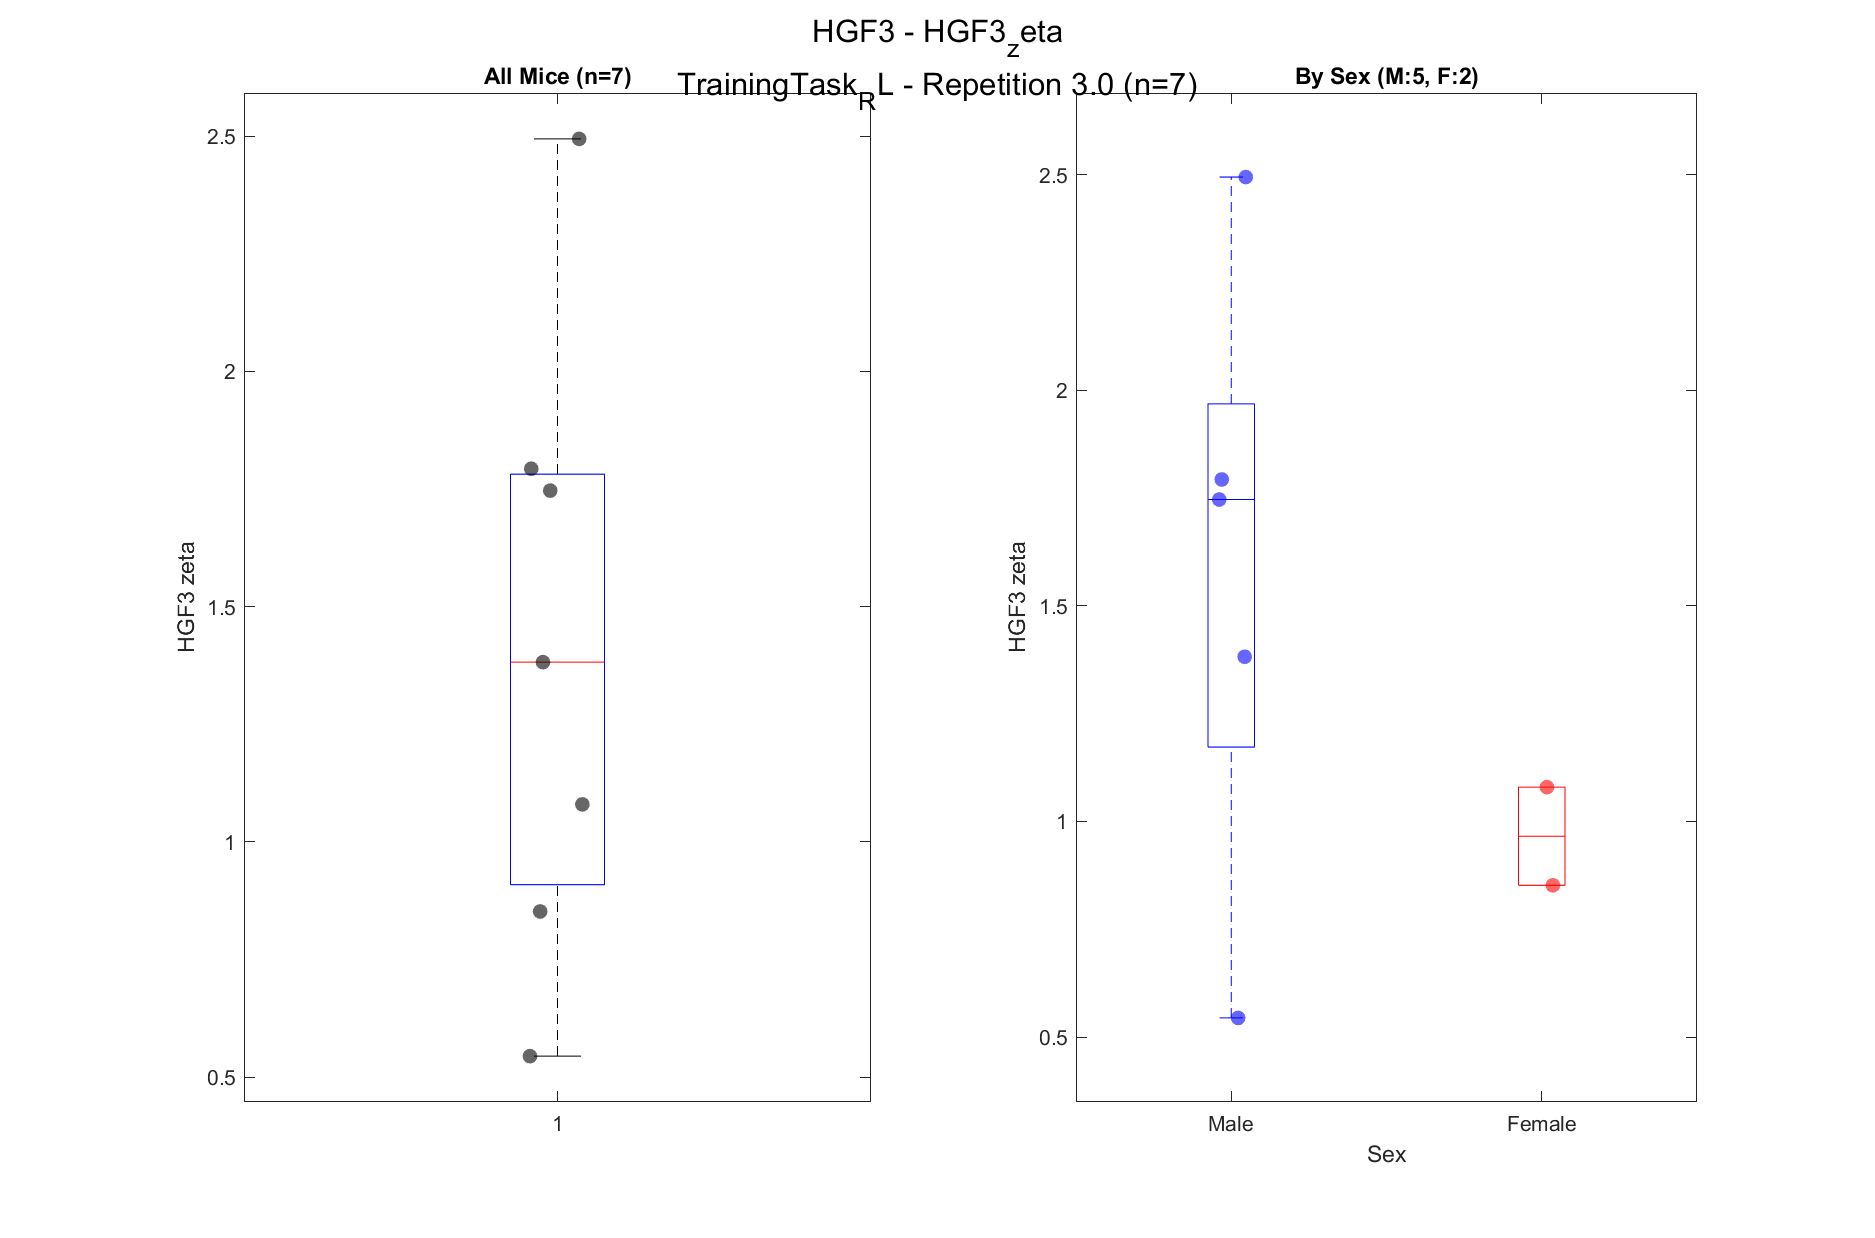 HGF3 - HGF3_zeta
TrainingTask_RL - Repetition 3.0 (n=7)
All Mice (n=7)
2.5
2
1.5
1
0.5
HGF3 zeta
1
By Sex (M:5, F:2)
2.5
2
1.5
1
0.5
HGF3 zeta
Male
Female
Sex